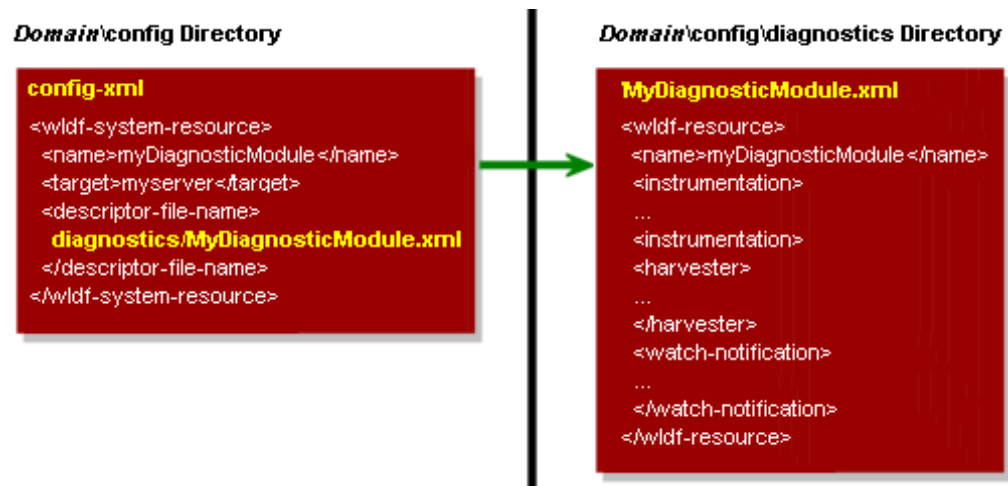 Domain\config Directory
config-xml
<wldf-system-resource>
<name>myDiagnosticModule</name>
<target>myserver</target>
<descriptor-file-name>
diagnostics/MyDiagnosticModule.xml
</descriptor-file-name>
</wldf-system-resource>
Domain\config\diagnostics Directory
MyDiagnosticModule.xml
<wldf-resource>
<name>myDiagnosticModule</name>
<instrumentation>
...
<instrumentation>
<harvester>
...
</harvester>
<watch-notification>
...
</watch-notification>
</wldf-resource>